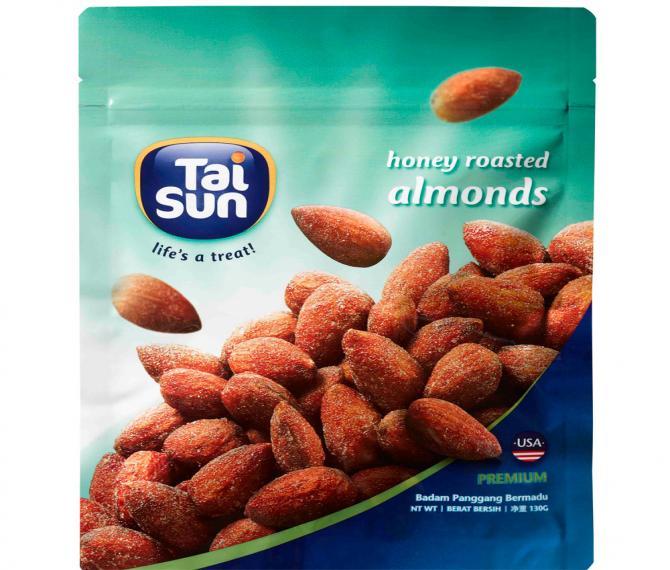 Tai
Sun
life's a treat!
honey roasted
almonds
USA
PREMIUM
Badam Panggang Bermadu
NT WT | BERAT BERSIH | 净重 130G